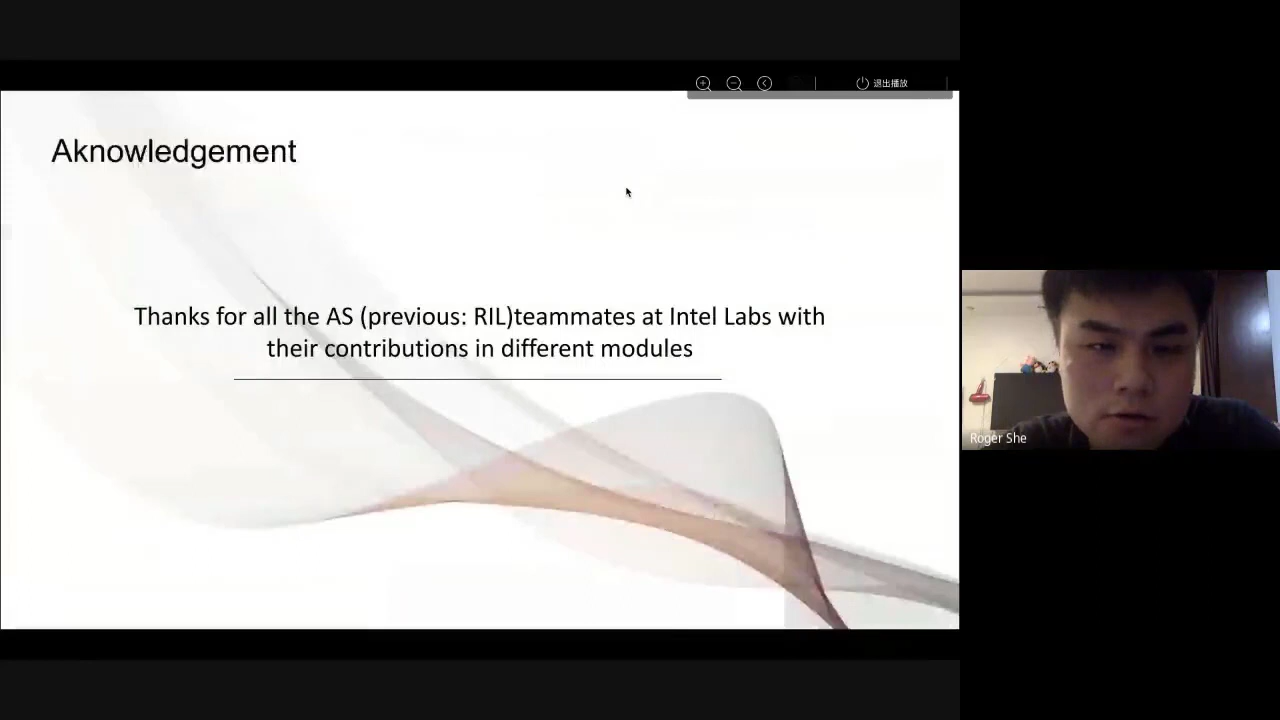 退出播放
Aknowledgement
Thanks for all the AS (previous: RIL)teammates at Intel Labs with
their contributions in different modules
Roger She